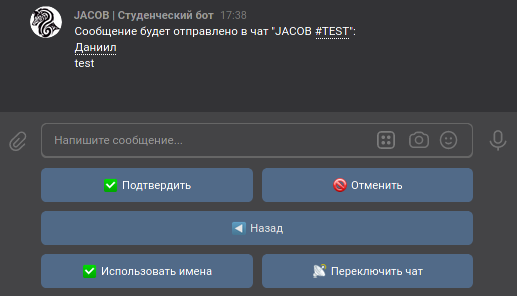 JACOB | Студенческий бот 17:38
Сообщение будет отправлено в чат "JACOB #TEST":
Даниил
test
Напишите сообщение...
Подтвердить
Отменить
Назад
Использовать имена
Переключить чат